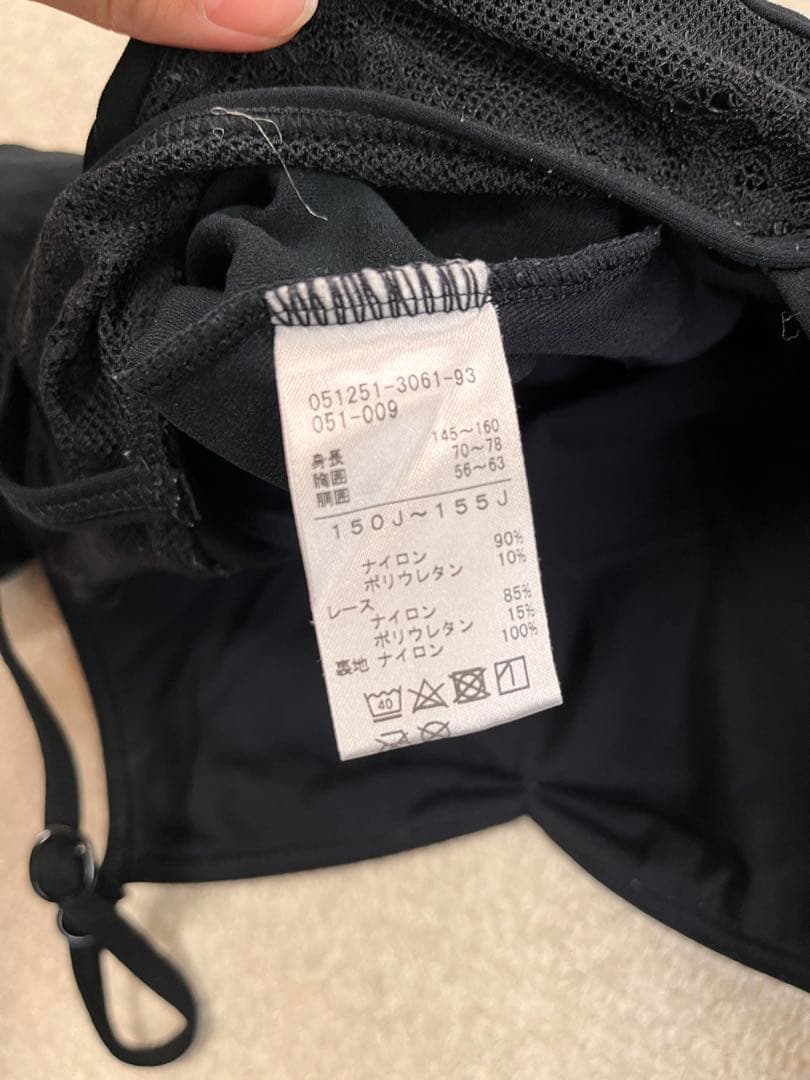 051251-3061-93
051-009
身長 145～160
胸囲 70～78
胴囲 56～63
150J～155J
ナイロン 90%
ポリウレタン 10%
レース
ナイロン 85%
ポリウレタン 15%
裏地 ナイロン 100%
40